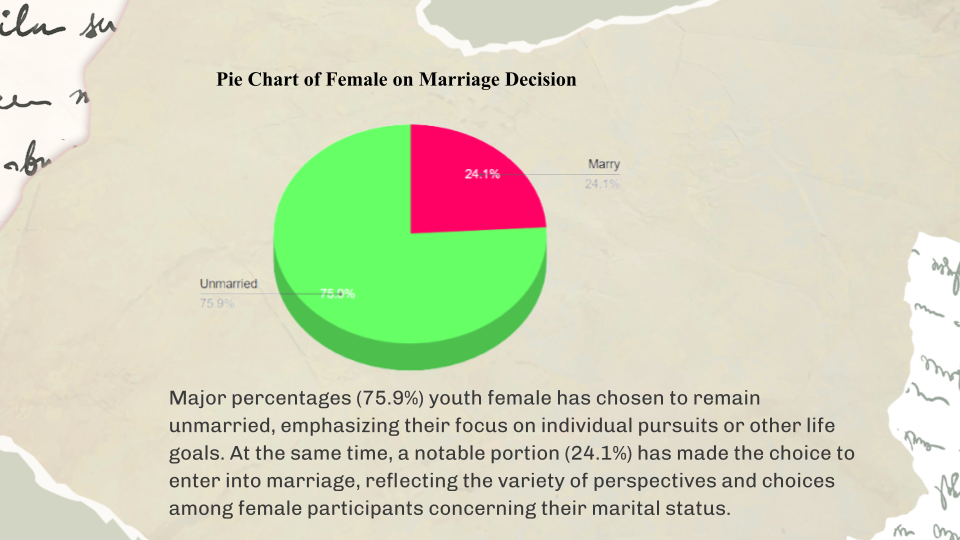 Pie Chart of Female on Marriage Decision
24.1%
Marry
24.1%
Unmarried
75.9%
75.9%
Major percentages (75.9%) youth female has chosen to remain
unmarried, emphasizing their focus on individual pursuits or other life
goals. At the same time, a notable portion (24.1%) has made the choice to
enter into marriage, reflecting the variety of perspectives and choices
among female participants concerning their marital status.